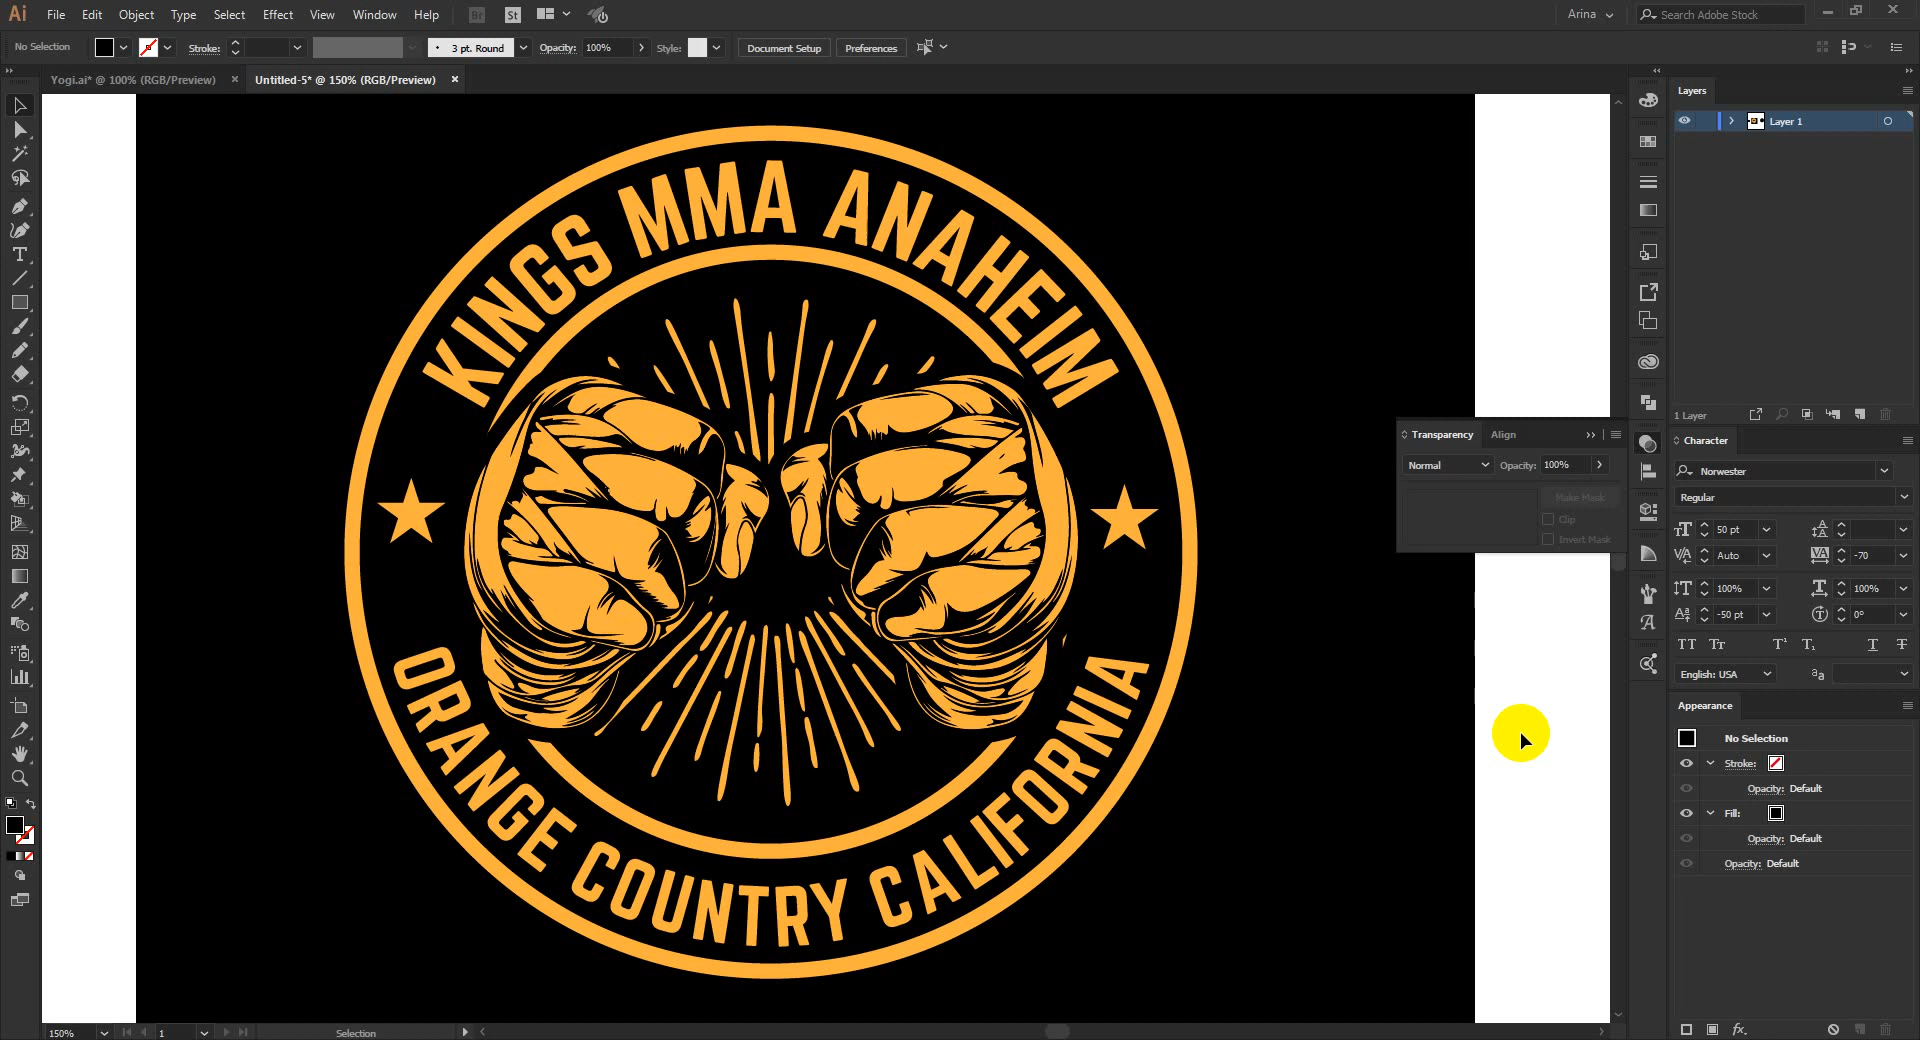 Ai File Edit Object Type Select Effect View Window Help Br St Arina Search Adobe Stock
No Selection Stroke: 3 pt. Round Opacity: 100% Style: Document Setup Preferences
Yogi.ai* @ 100% (RGB/Preview) × Untitled-5* @ 150% (RGB/Preview) ×
KINGS MMA ANAHEIM
ORANGE COUNTRY CALIFORNIA
Transparency Align
Normal Opacity: 100%
Make Mask
Clip
Invert Mask
Layers
Layer 1
1 Layer
Character
Norwester
Regular
50 pt
Auto -70
100% 100%
-50 pt 0°
English: USA
Appearance
No Selection
Stroke:
Opacity: Default
Fill:
Opacity: Default
Opacity: Default
fx
150% 1 Selection